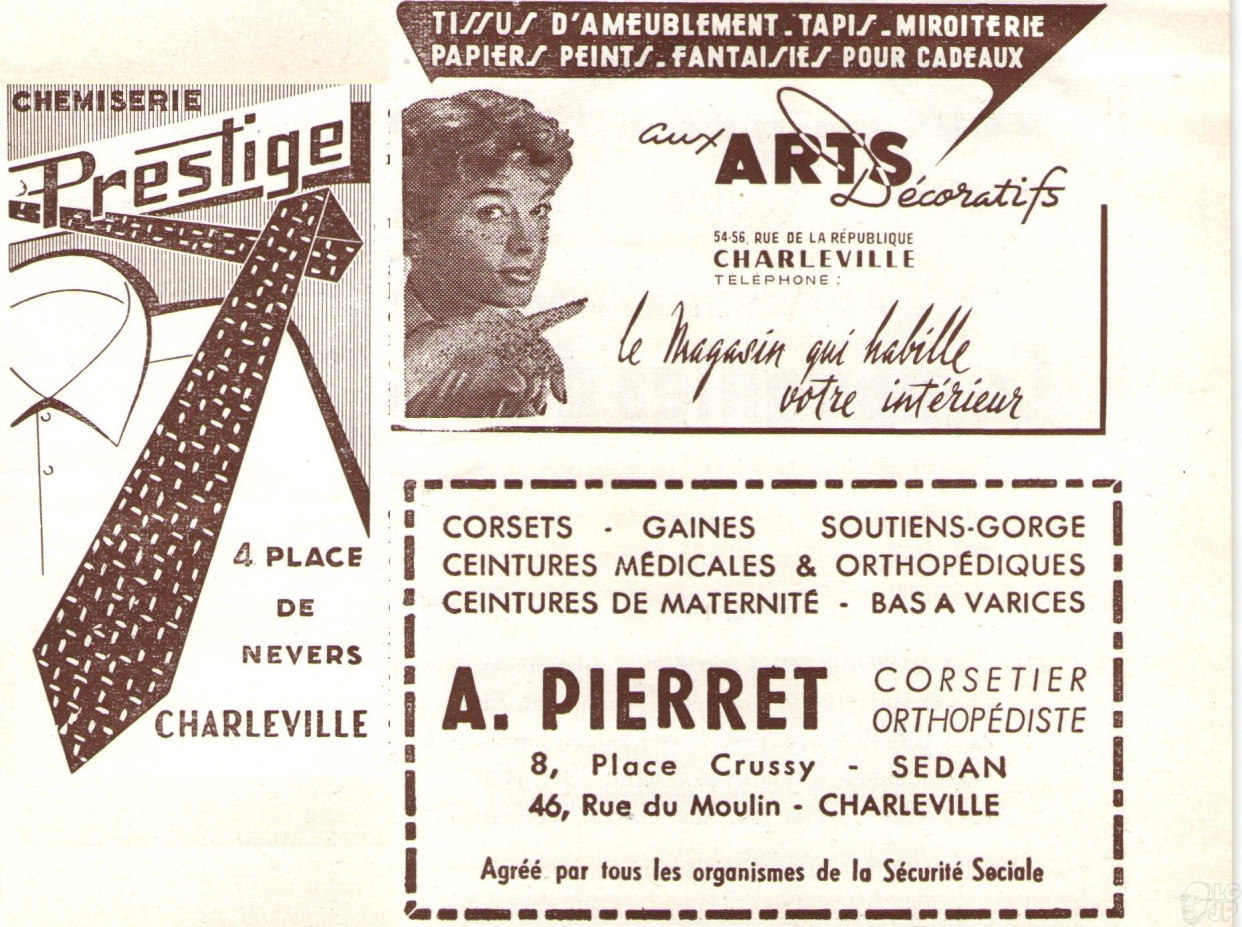 CHEMISERIE
Prestige
4 PLACE
DE
NEVERS
CHARLEVILLE
TISSUS D'AMEUBLEMENT - TAPIS - MIROITERIE
PAPIERS PEINTS - FANTAISIES POUR CADEAUX
aux ARTS
Décoratifs
54-56, RUE DE LA RÉPUBLIQUE
CHARLEVILLE
TÉLÉPHONE :
le Magasin qui habille
votre intérieur
CORSETS - GAINES SOUTIENS-GORGE
CEINTURES MÉDICALES & ORTHOPÉDIQUES
CEINTURES DE MATERNITÉ - BAS A VARICES
A. PIERRET CORSETIER
ORTHOPÉDISTE
8, Place Crussy - SEDAN
46, Rue du Moulin - CHARLEVILLE
Agréé par tous les organismes de la Sécurité Sociale
LG
JP